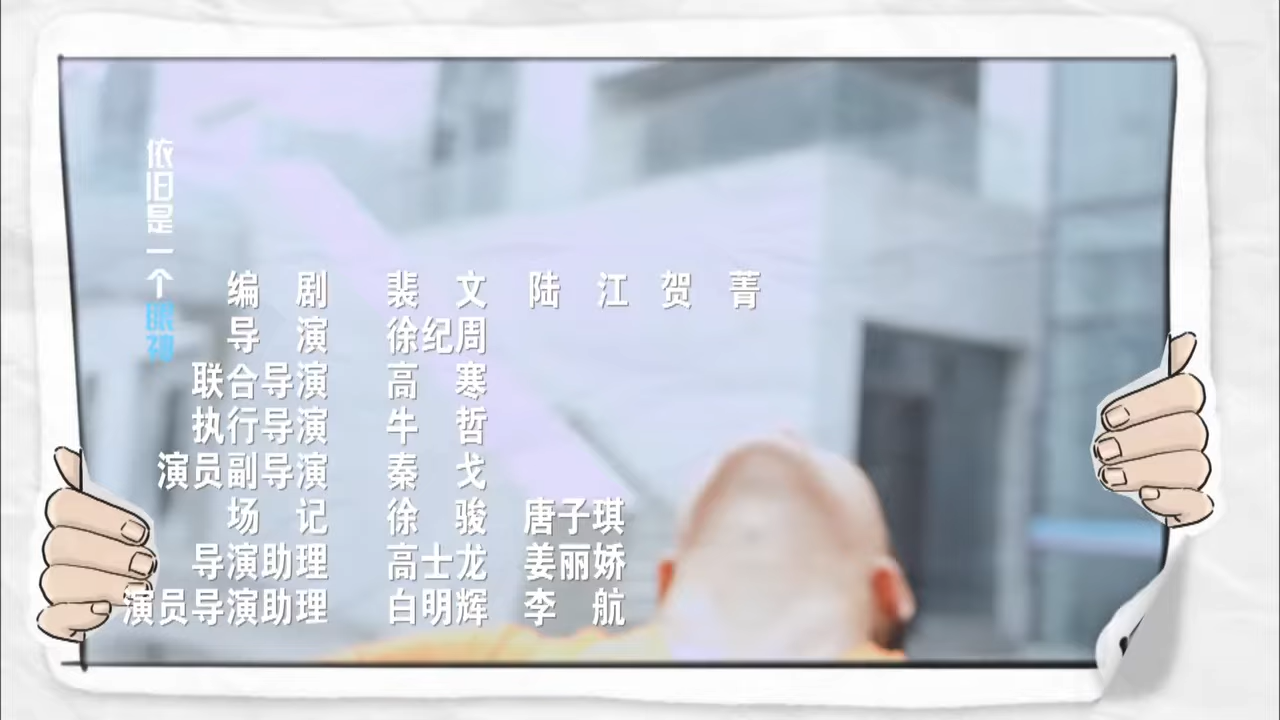 依旧是一个眼神
编剧 裴文 陆江 贺菁
导演 徐纪周
联合导演 高寒
执行导演 牛哲
演员副导演 秦戈
场记 徐骏 唐子琪
导演助理 高士龙 姜丽娇
演员导演助理 白明辉 李航